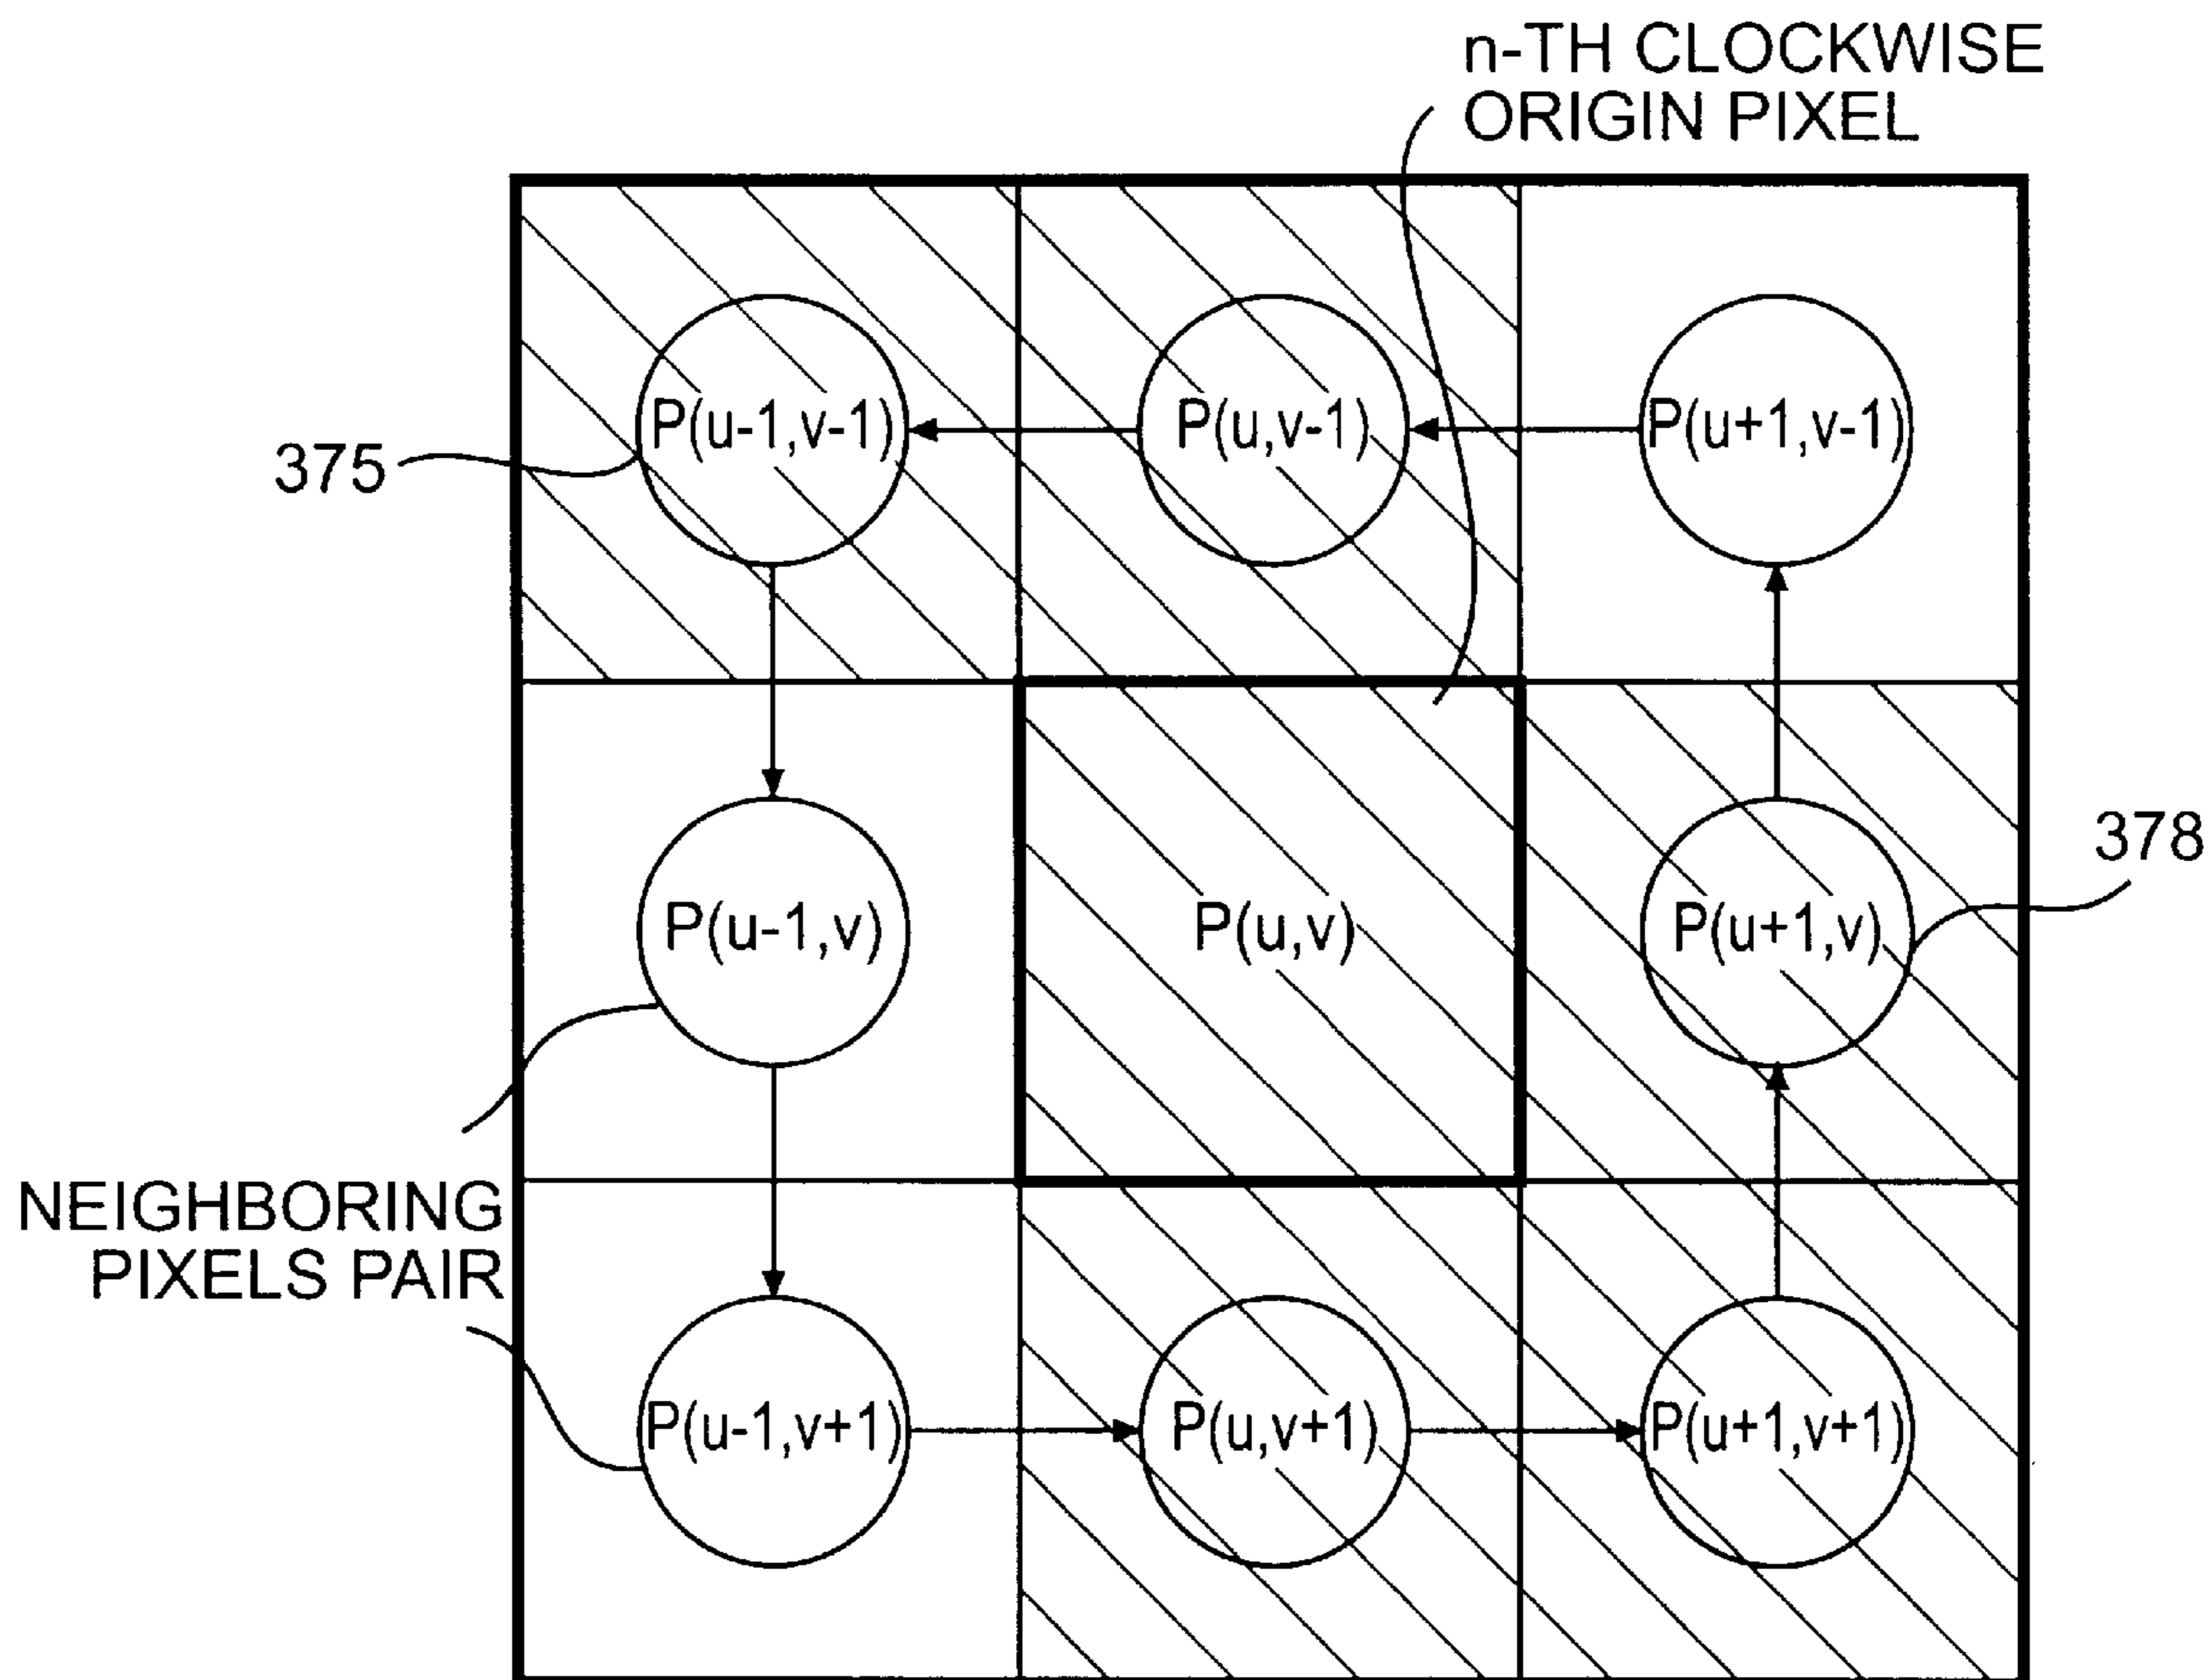 n-TH CLOCKWISE
ORIGIN PIXEL
P(u-1,v-1)
P(u,v-1)
P(u+1,v-1)
375
P(u-1,v)
P(u,v)
P(u+1,v)
378
NEIGHBORING
PIXELS PAIR
P(u-1,v+1)
P(u,v+1)
P(u+1,v+1)